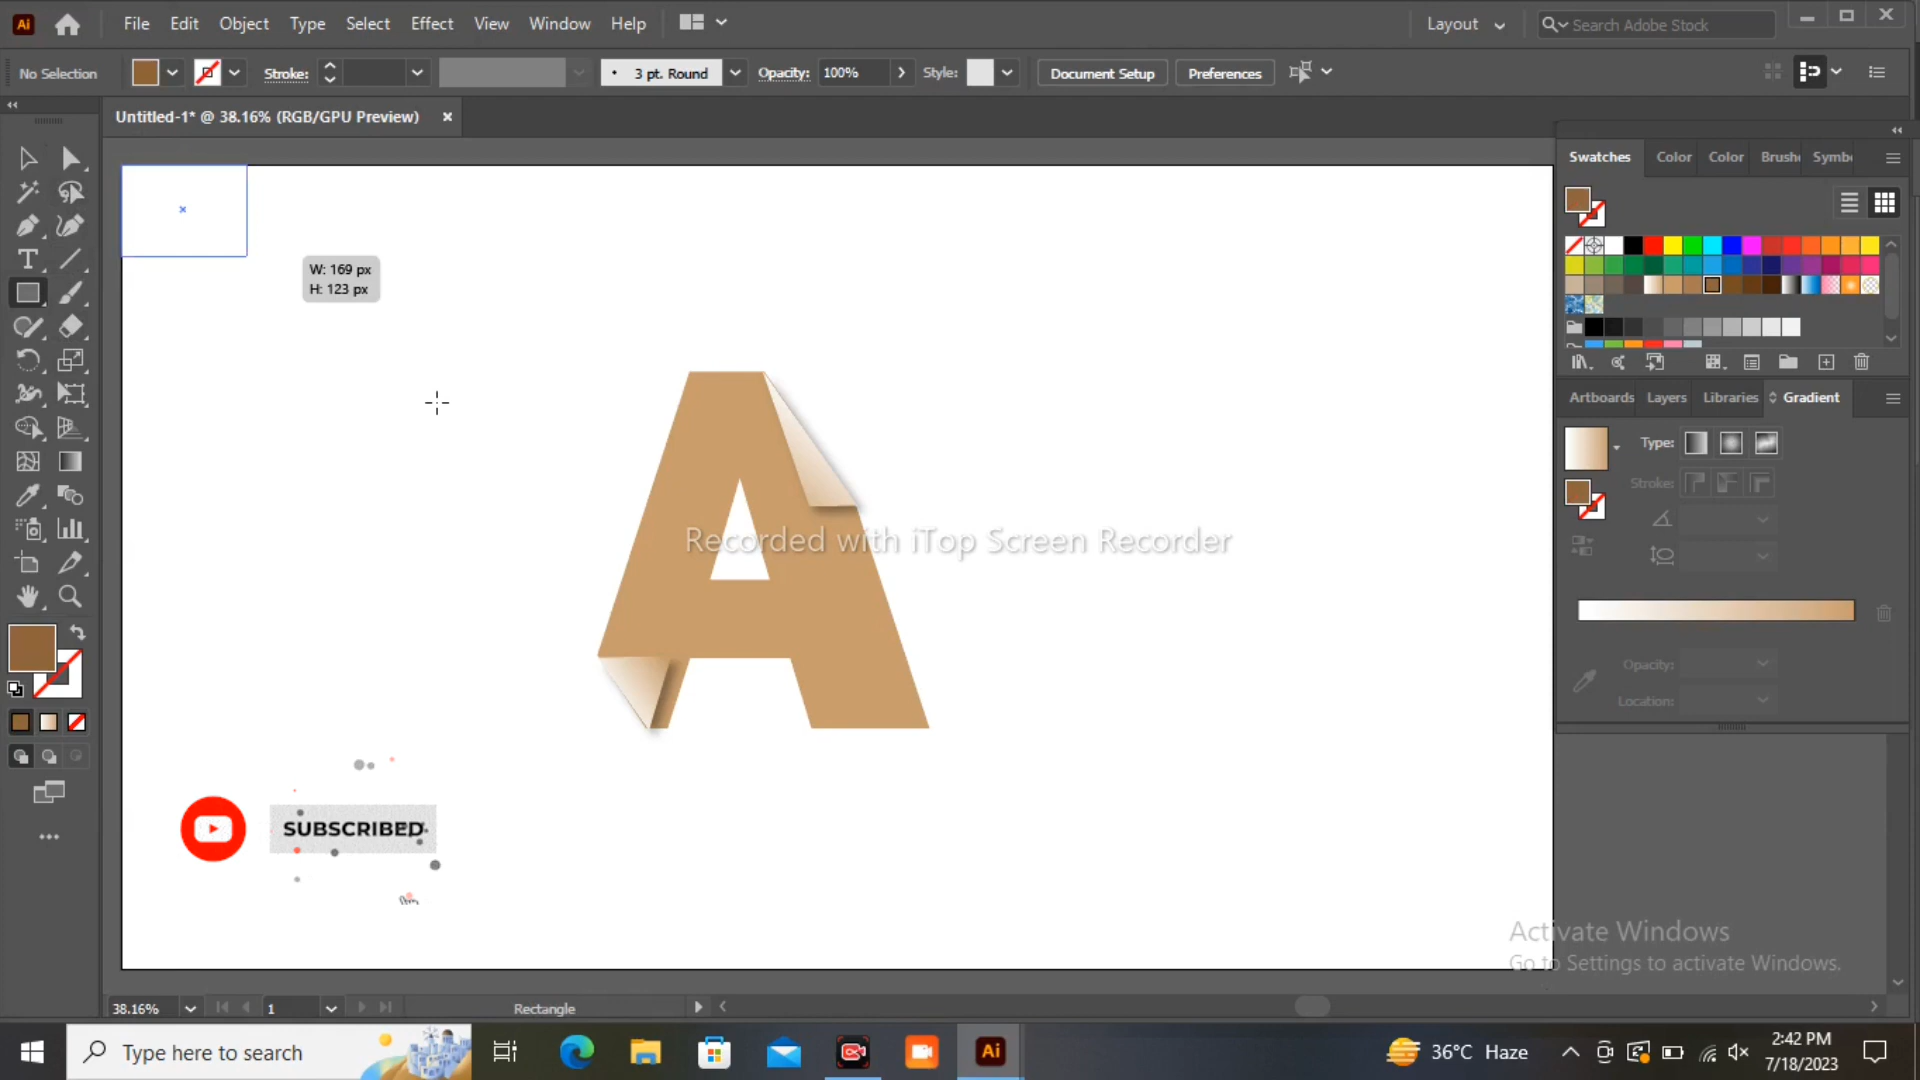 Ai File Edit Object Type Select Effect View Window Help Layout Search Adobe Stock
No Selection Stroke: 3 pt. Round Opacity: 100% Style: Document Setup Preferences
Untitled-1* @ 38.16% (RGB/GPU Preview) ×
Swatches Color Color Brush Symb
W: 169 px
H: 123 px
Artboards Layers Libraries Gradient
Type:
Stroke:
A
Recorded with iTop Screen Recorder
Opacity:
Location:
SUBSCRIBED
Activate Windows
Go to Settings to activate Windows.
38.16% 1 Rectangle
Type here to search Ai 36°C Haze 2:42 PM
7/18/2023